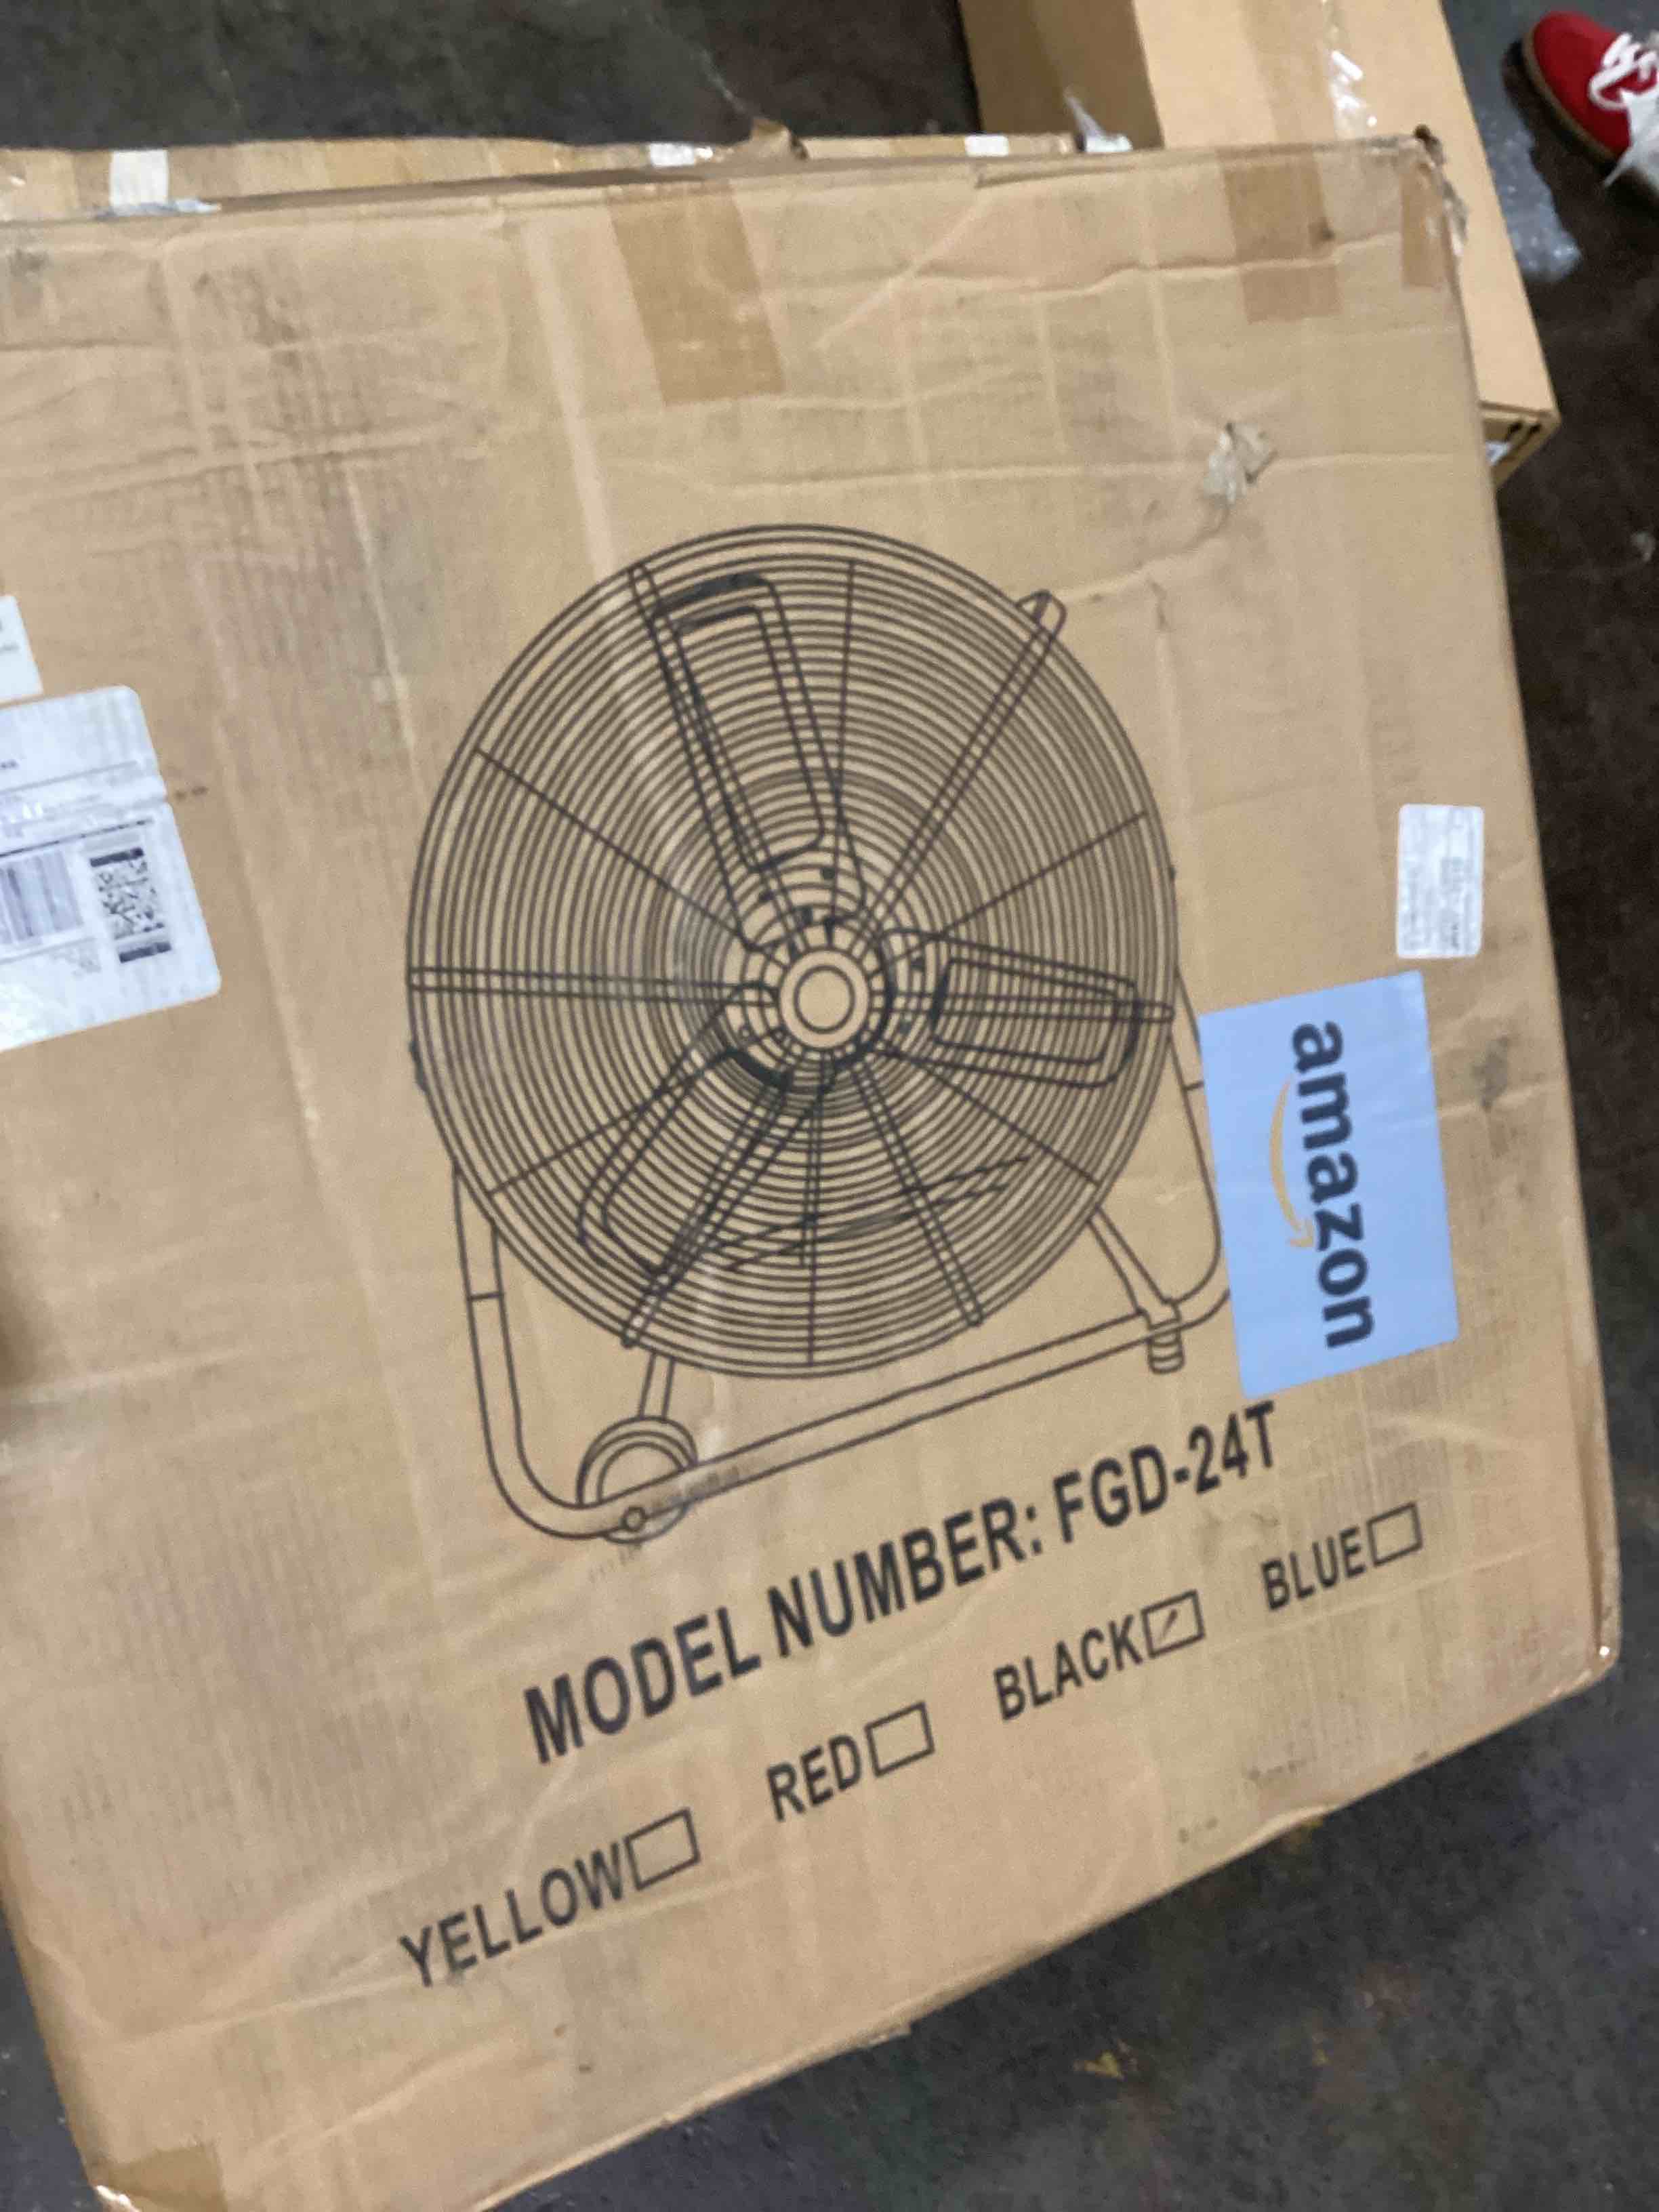 amazon
MODEL NUMBER: FGD-24T
YELLOW RED BLACK BLUE